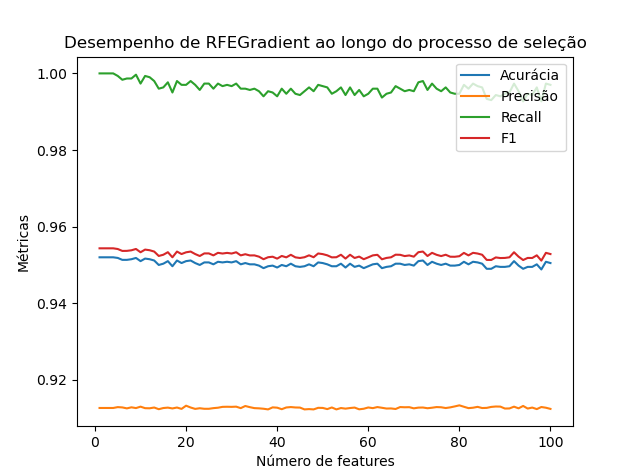 Desempenho de RFEGradient ao longo do processo de seleção
1.00
0.98
0.96
0.94
0.92
Métricas
Acurácia
Precisão
Recall
F1
0 20 40 60 80 100
Número de features